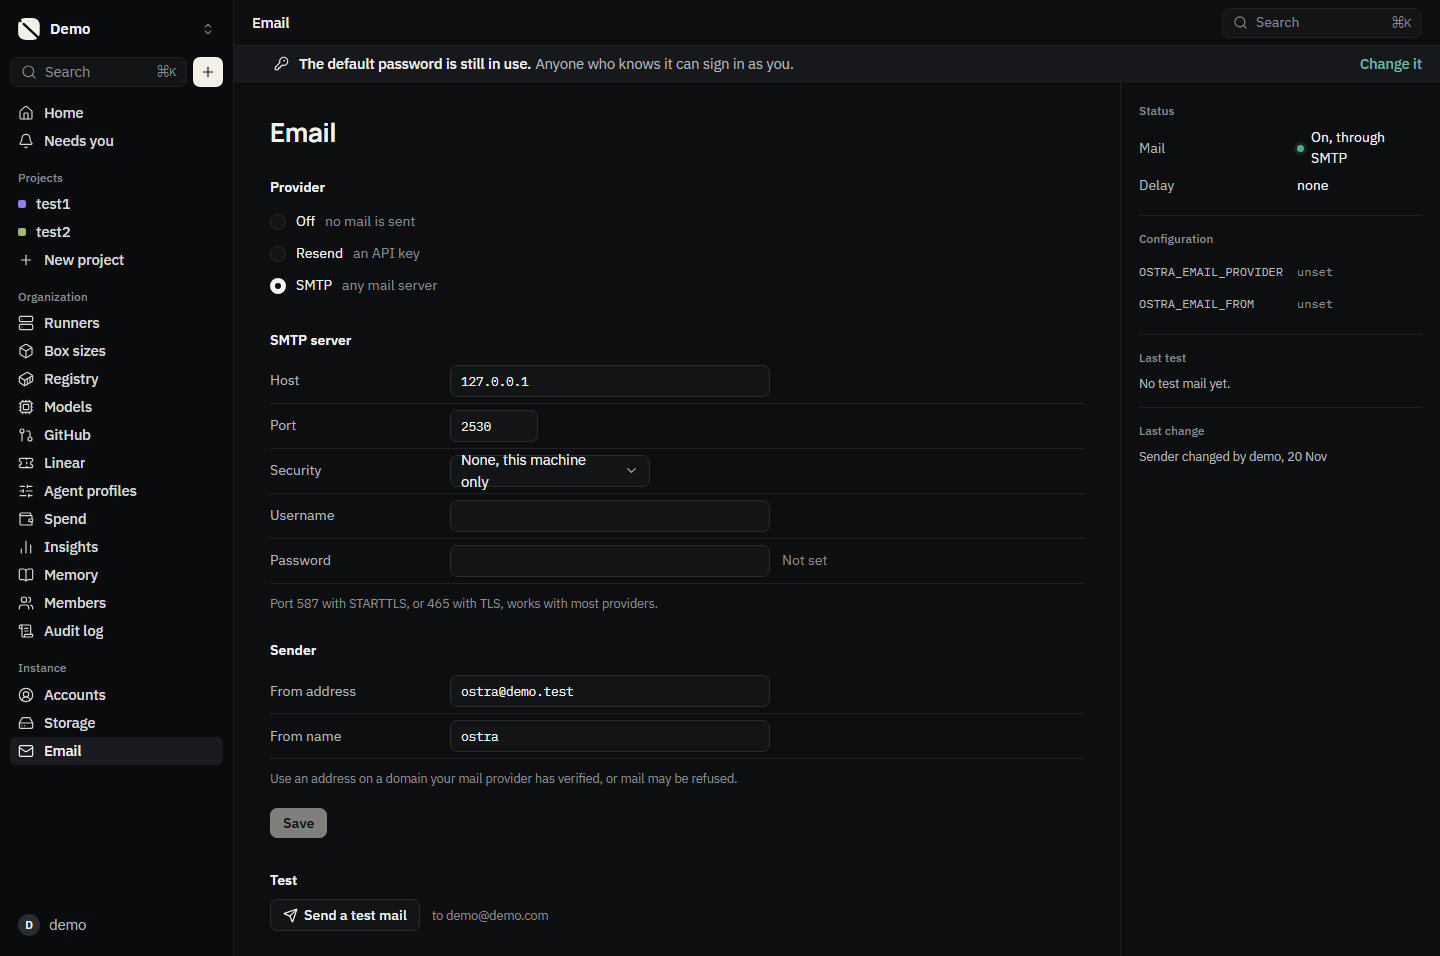 Demo
Search ⌘K
Home
Needs you
Projects
test1
test2
New project
Organization
Runners
Box sizes
Registry
Models
GitHub
Linear
Agent profiles
Spend
Insights
Memory
Members
Audit log
Instance
Accounts
Storage
Email
D demo
Email
Search ⌘K
The default password is still in use. Anyone who knows it can sign in as you.
Change it
Email
Provider
Off no mail is sent
Resend an API key
SMTP any mail server
SMTP server
Host 127.0.0.1
Port 2530
Security None, this machine
only
Username
Password Not set
Port 587 with STARTTLS, or 465 with TLS, works with most providers.
Sender
From address ostra@demo.test
From name ostra
Use an address on a domain your mail provider has verified, or mail may be refused.
Save
Test
Send a test mail to demo@demo.com
Status
Mail On, through
SMTP
Delay none
Configuration
OSTRA_EMAIL_PROVIDER unset
OSTRA_EMAIL_FROM unset
Last test
No test mail yet.
Last change
Sender changed by demo, 20 Nov